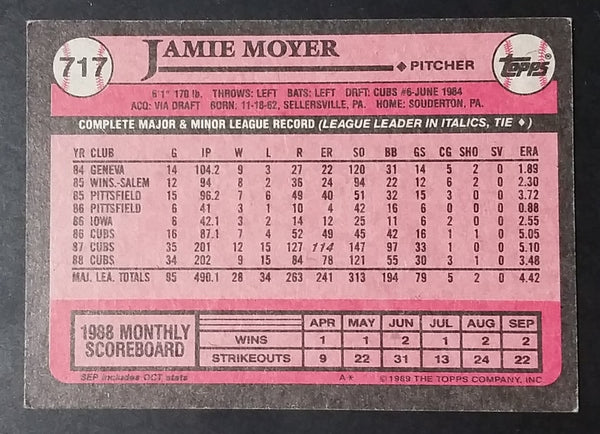 717
JAMIE MOYER
PITCHER
Topps
6'1" 170 lb. THROWS: LEFT BATS: LEFT DRFT: CUBS #6-JUNE 1984
ACQ: VIA DRAFT BORN: 11-18-62, SELLERSVILLE, PA. HOME: SOUDERTON, PA.
COMPLETE MAJOR & MINOR LEAGUE RECORD (LEAGUE LEADER IN ITALICS, TIE ♦)
YR CLUB G IP W L R ER SO BB GS CG SHO SV ERA
84 GENEVA 14 104.2 9 3 27 22 120 31 14 5 2 0 1.89
85 WINS.-SALEM 12 94 8 2 36 24 94 22 12 6 2 0 2.30
85 PITTSFIELD 15 96.2 7 6 49 40 51 32 15 3 0 0 3.72
86 PITTSFIELD 6 41 3 1 10 4 42 16 6 0 0 0 0.88
86 IOWA 6 42.1 3 2 14 12 25 11 6 2 0 0 2.55
86 CUBS 16 87.1 7 4 52 49 45 42 16 1 1 0 5.05
87 CUBS 35 201 12 15 127 114 147 97 33 1 0 0 5.10
88 CUBS 34 202 9 15 84 78 121 55 30 3 1 0 3.48
MAJ. LEA. TOTALS 85 490.1 28 34 263 241 313 194 79 5 2 0 4.42
1988 MONTHLY SCOREBOARD
APR MAY JUN JUL AUG SEP
WINS 1 1 2 1 2 2
STRIKEOUTS 9 22 31 13 24 22
SEP includes OCT stats
A*
©1989 THE TOPPS COMPANY, INC